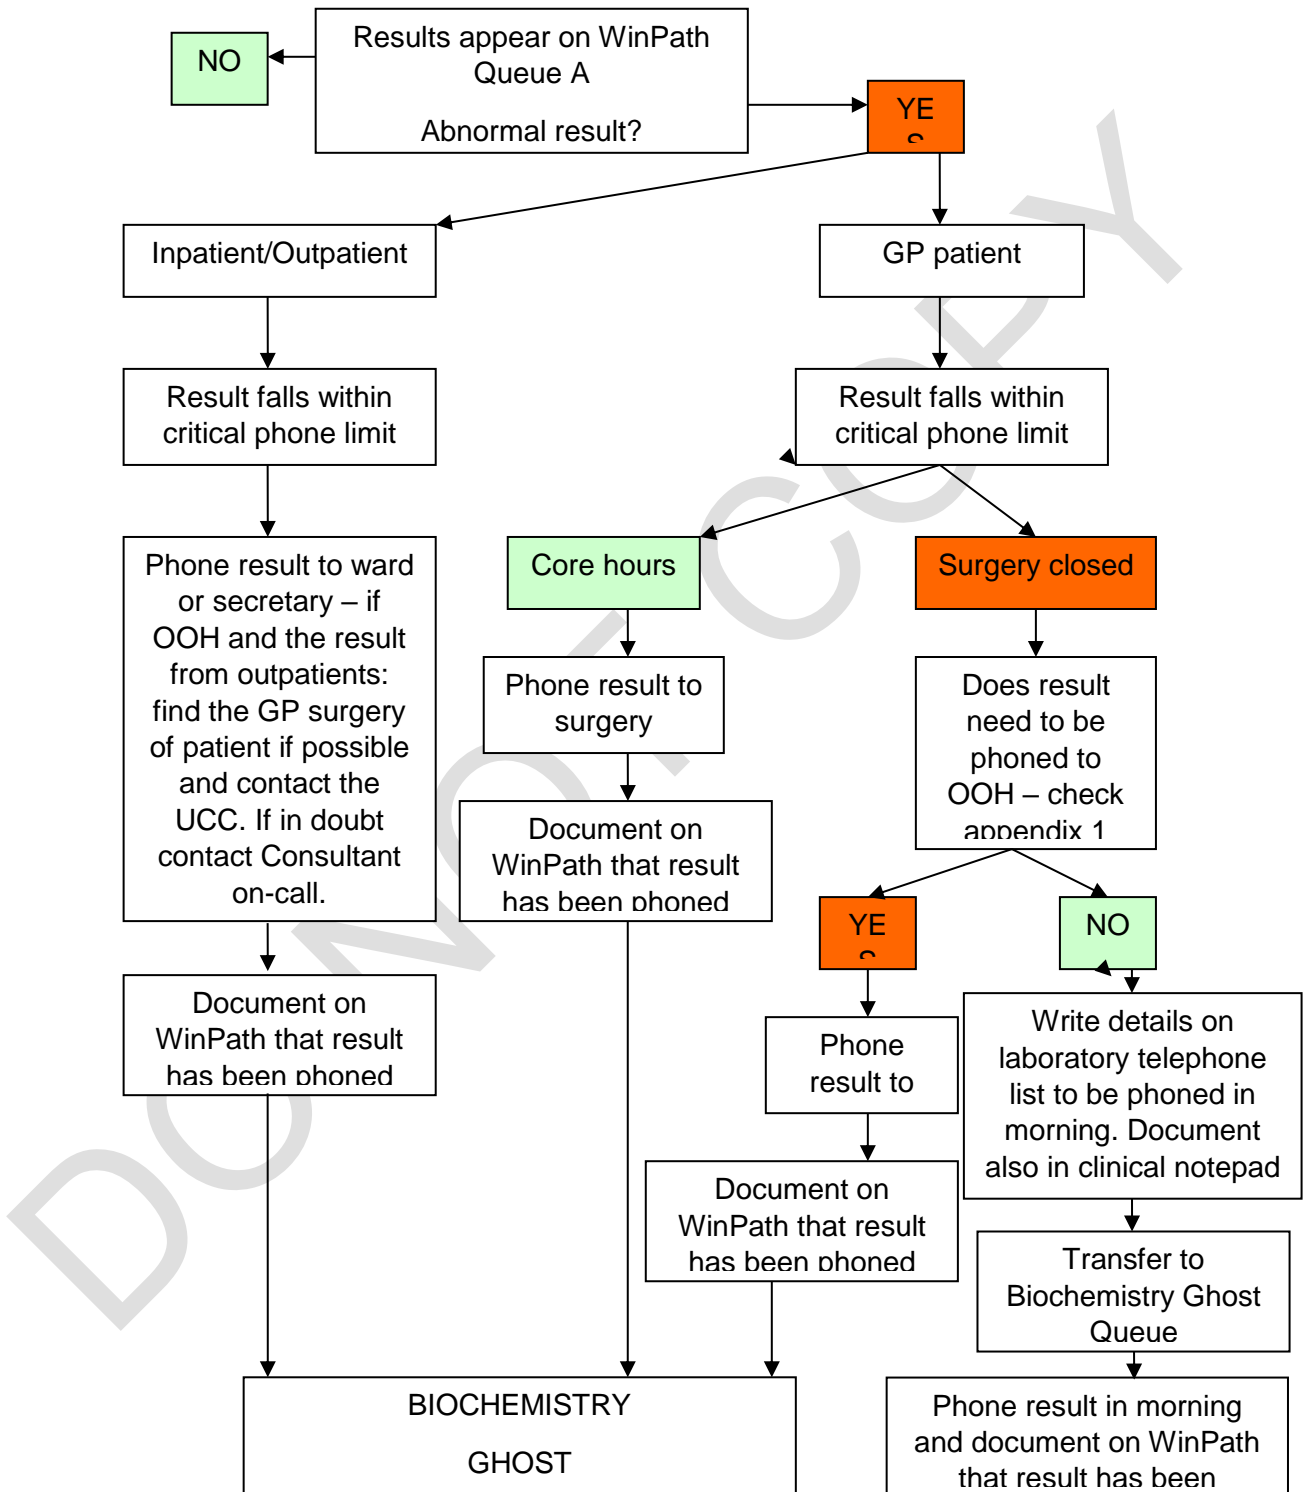 NO
Results appear on WinPath
Queue A
Abnormal result?
YE
S
Inpatient/Outpatient
GP patient
Result falls within
critical phone limit
Result falls within
critical phone limit
Phone result to ward
or secretary – if
OOH and the result
from outpatients:
find the GP surgery
of patient if possible
and contact the
UCC. If in doubt
contact Consultant
on-call.
Core hours
Surgery closed
Phone result to
surgery
Does result
need to be
phoned to
OOH – check
appendix 1
Document on
WinPath that result
has been phoned
YE
S
NO
Document on
WinPath that result
has been phoned
Phone
result to
Write details on
laboratory telephone
list to be phoned in
morning. Document
also in clinical notepad
Document on
WinPath that result
has been phoned
Transfer to
Biochemistry Ghost
Queue
BIOCHEMISTRY
GHOST
Phone result in morning
and document on WinPath
that result has been
DO NOT COPY